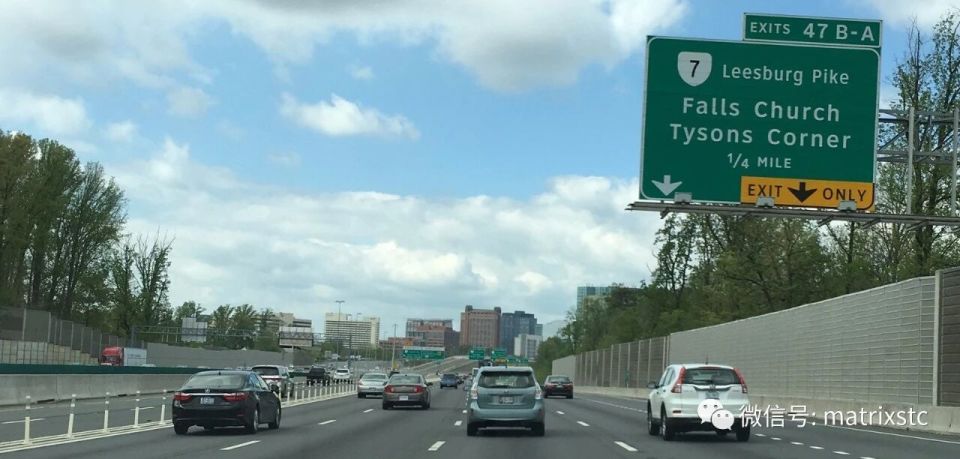 EXITS 47 B-A
7 Leesburg Pike
Falls Church
Tysons Corner
1/4 MILE
EXIT ONLY
微信号: matrixstc